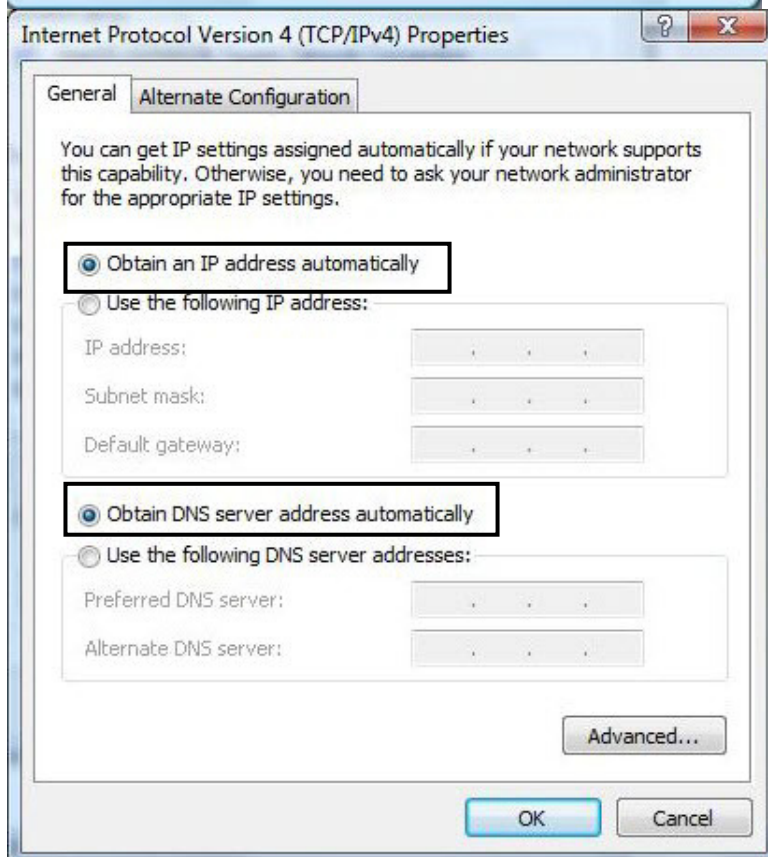 Internet Protocol Version 4 (TCP/IPv4) Properties
General Alternate Configuration
You can get IP settings assigned automatically if your network supports
this capability. Otherwise, you need to ask your network administrator
for the appropriate IP settings.
Obtain an IP address automatically
Use the following IP address:
IP address: . . .
Subnet mask: . . .
Default gateway: . . .
Obtain DNS server address automatically
Use the following DNS server addresses:
Preferred DNS server: . . .
Alternate DNS server: . . .
Advanced...
OK Cancel